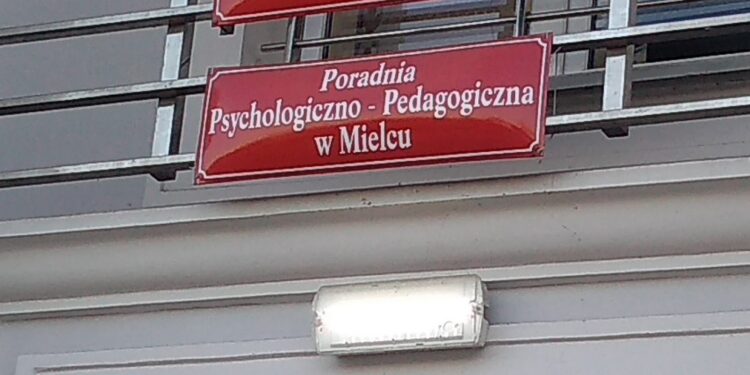 Poradnia
Psychologiczno - Pedagogiczna
w Mielcu